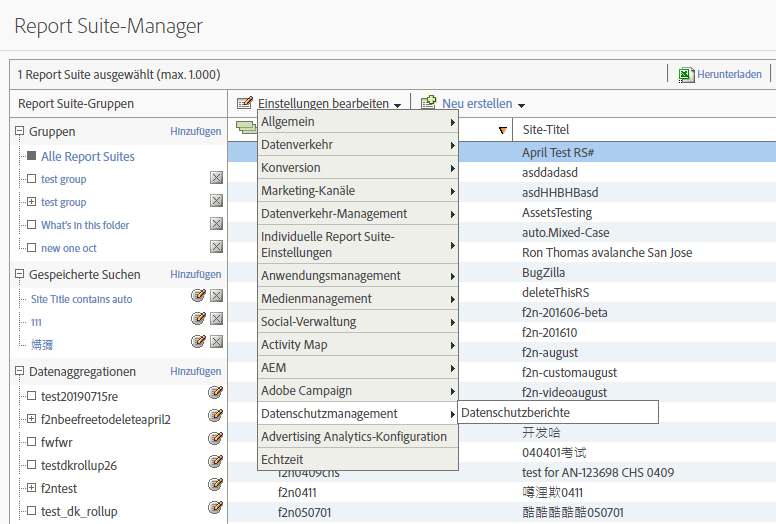 Report Suite-Manager
1 Report Suite ausgewählt (max. 1.000)
Herunterladen
Report Suite-Gruppen
Einstellungen bearbeiten
Neu erstellen
Gruppen
Hinzufügen
Alle Report Suites
test group
test group
What's in this folder
new one oct
Gespeicherte Suchen
Hinzufügen
Site Title contains auto
111
Datenaggregationen
Hinzufügen
test20190715re
f2nbeefreetodeleteapril2
fwfwr
testdkrollup26
f2ntest
test_dk_rollup
Allgemein
Datenverkehr
Konversion
Marketing-Kanäle
Datenverkehr-Management
Individuelle Report Suite-
Einstellungen
Anwendungsmanagement
Medienmanagement
Social-Verwaltung
Activity Map
AEM
Adobe Campaign
Datenschutzmanagement
Datenschutzberichte
Advertising Analytics-Konfiguration
Echtzeit
f2n0409chs
f2n0411
f2n050701
Site-Titel
April Test RS#
asddadasd
asdHHBHBasd
AssetsTesting
auto.Mixed-Case
Ron Thomas avalanche San Jose
BugZilla
deleteThisRS
f2n-201606-beta
f2n-201610
f2n-august
f2n-customaugust
f2n-videoaugust
开发哈
040401考试
test for AN-123698 CHS 0409
噂浬欺0411
酷酷酷酷酷050701